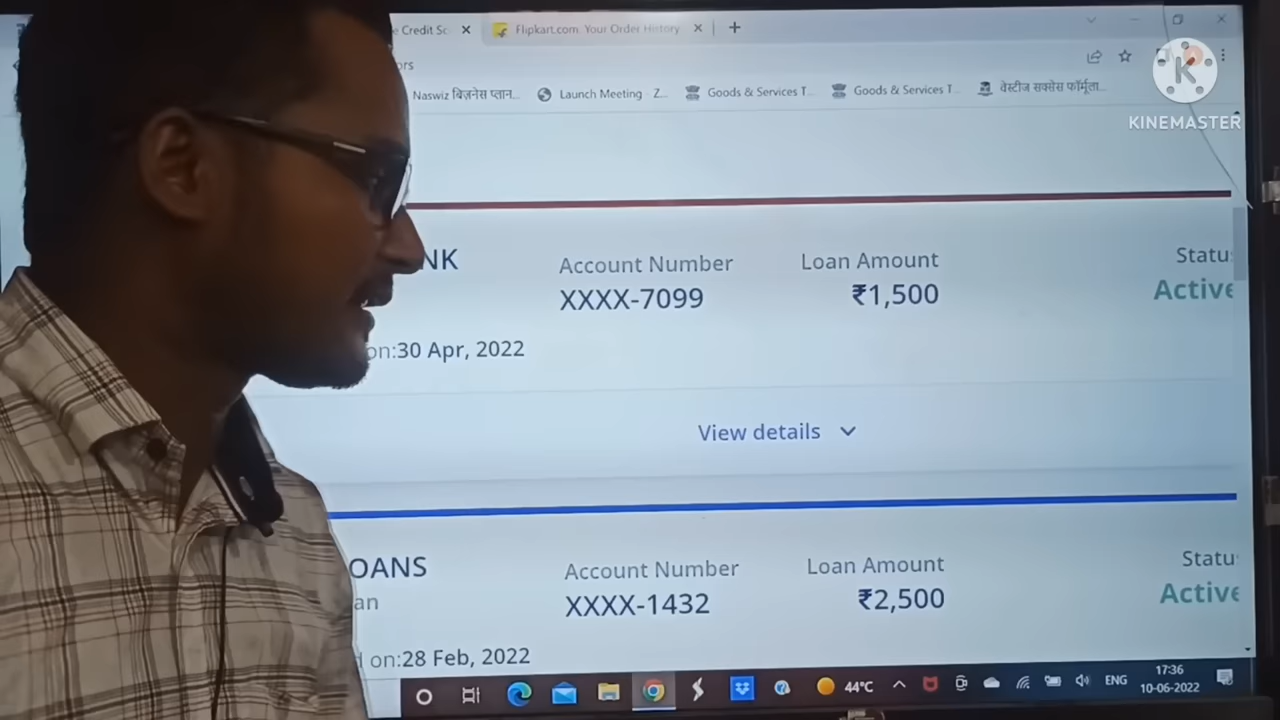 e Credit Sc
Flipkart.com: Your Order History
ors
Naswiz बिज़नेस प्लान...
Launch Meeting - Z...
Goods & Services T...
Goods & Services T...
वेस्टीज सक्सेस फॉर्मूला...
K
KINEMASTER
NK
Account Number
Loan Amount
Statu
XXXX-7099
₹1,500
Active
on:30 Apr, 2022
View details
OANS
Account Number
Loan Amount
Statu
an
XXXX-1432
₹2,500
Active
d on:28 Feb, 2022
44°C
ENG
17:36
10-06-2022